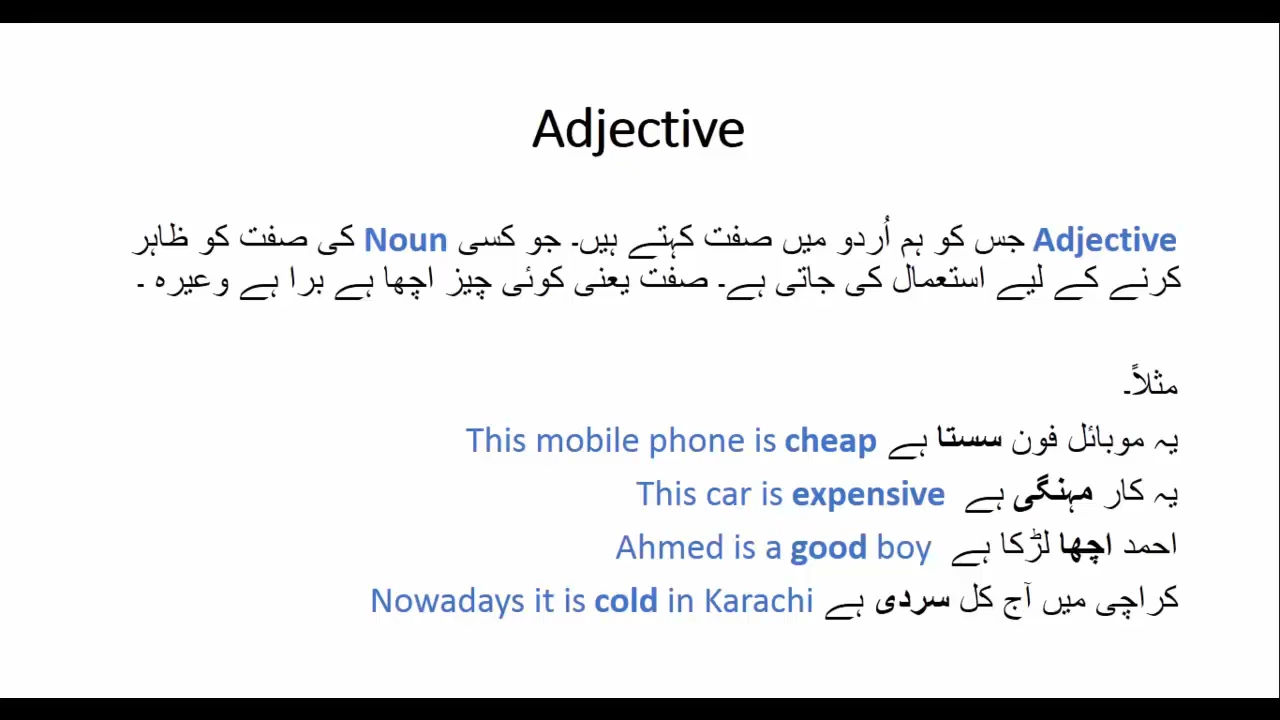 Adjective
Adjective جس کو ہم اُردو میں صفت کہتے ہیں۔ جو کسی Noun کی صفت کو ظاہر
کرنے کے لیے استعمال کی جاتی ہے۔ صفت یعنی کوئی چیز اچھا ہے برا ہے وعیرہ ۔
مثلاً۔
یہ موبائل فون سستا ہے This mobile phone is cheap
یہ کار مہنگی ہے This car is expensive
احمد اچھا لڑکا ہے Ahmed is a good boy
کراچی میں آج کل سردی ہے Nowadays it is cold in Karachi